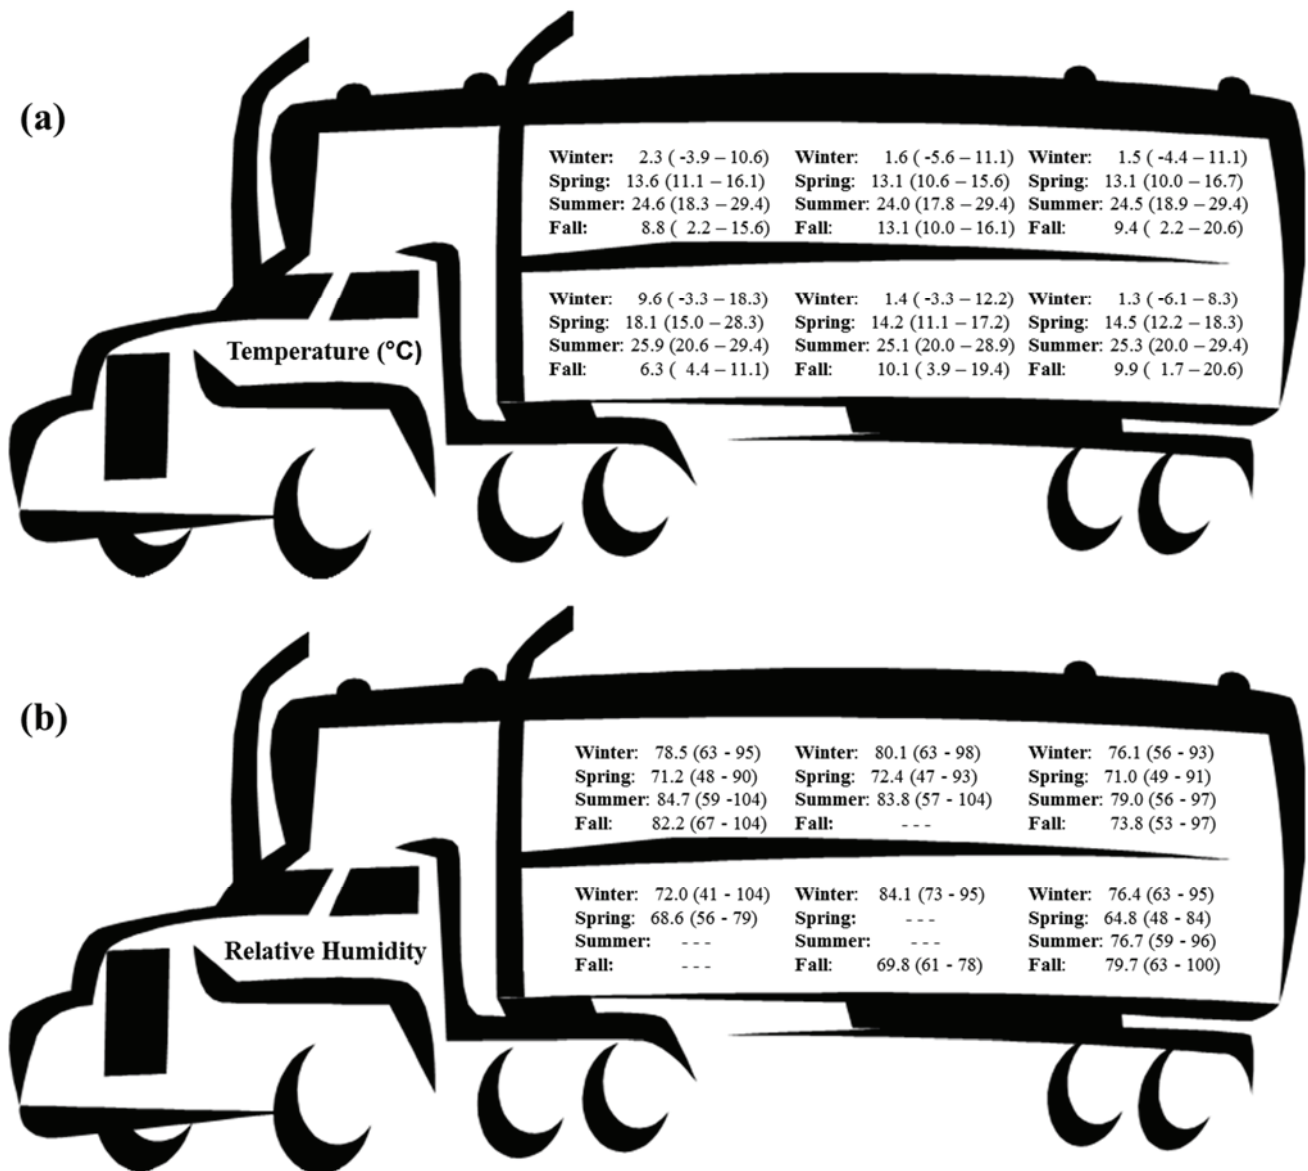 (a)
Winter: 2.3 ( -3.9 – 10.6) Winter: 1.6 ( -5.6 – 11.1) Winter: 1.5 ( -4.4 – 11.1)
Spring: 13.6 (11.1 – 16.1) Spring: 13.1 (10.6 – 15.6) Spring: 13.1 (10.0 – 16.7)
Summer: 24.6 (18.3 – 29.4) Summer: 24.0 (17.8 – 29.4) Summer: 24.5 (18.9 – 29.4)
Fall: 8.8 ( 2.2 – 15.6) Fall: 13.1 (10.0 – 16.1) Fall: 9.4 ( 2.2 – 20.6)
Winter: 9.6 ( -3.3 – 18.3) Winter: 1.4 ( -3.3 – 12.2) Winter: 1.3 ( -6.1 – 8.3)
Spring: 18.1 (15.0 – 28.3) Spring: 14.2 (11.1 – 17.2) Spring: 14.5 (12.2 – 18.3)
Summer: 25.9 (20.6 – 29.4) Summer: 25.1 (20.0 – 28.9) Summer: 25.3 (20.0 – 29.4)
Fall: 6.3 ( 4.4 – 11.1) Fall: 10.1 ( 3.9 – 19.4) Fall: 9.9 ( 1.7 – 20.6)
Temperature (°C)
(b)
Winter: 78.5 (63 - 95) Winter: 80.1 (63 - 98) Winter: 76.1 (56 - 93)
Spring: 71.2 (48 - 90) Spring: 72.4 (47 - 93) Spring: 71.0 (49 - 91)
Summer: 84.7 (59 -104) Summer: 83.8 (57 - 104) Summer: 79.0 (56 - 97)
Fall: 82.2 (67 - 104) Fall: - - - Fall: 73.8 (53 - 97)
Winter: 72.0 (41 - 104) Winter: 84.1 (73 - 95) Winter: 76.4 (63 - 95)
Spring: 68.6 (56 - 79) Spring: - - - Spring: 64.8 (48 - 84)
Summer: - - - Summer: - - - Summer: 76.7 (59 - 96)
Fall: - - - Fall: 69.8 (61 - 78) Fall: 79.7 (63 - 100)
Relative Humidity